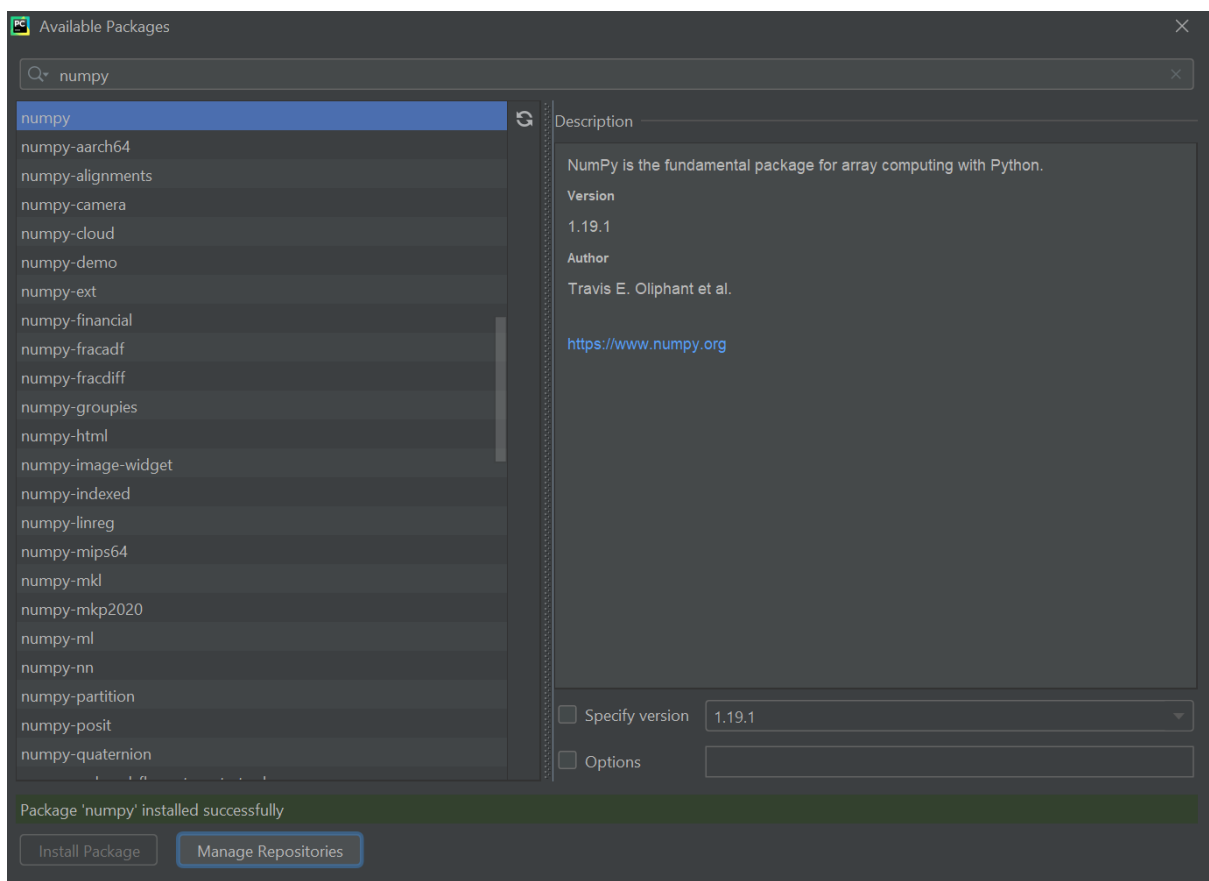 PC
Available Packages
numpy
numpy
numpy-aarch64
numpy-alignments
numpy-camera
numpy-cloud
numpy-demo
numpy-ext
numpy-financial
numpy-fracadf
numpy-fracdiff
numpy-groupies
numpy-html
numpy-image-widget
numpy-indexed
numpy-linreg
numpy-mips64
numpy-mkl
numpy-mkp2020
numpy-ml
numpy-nn
numpy-partition
numpy-posit
numpy-quaternion
Description
NumPy is the fundamental package for array computing with Python.
Version
1.19.1
Author
Travis E. Oliphant et al.
https://www.numpy.org
Specify version
1.19.1
Options
Package 'numpy' installed successfully
Install Package
Manage Repositories